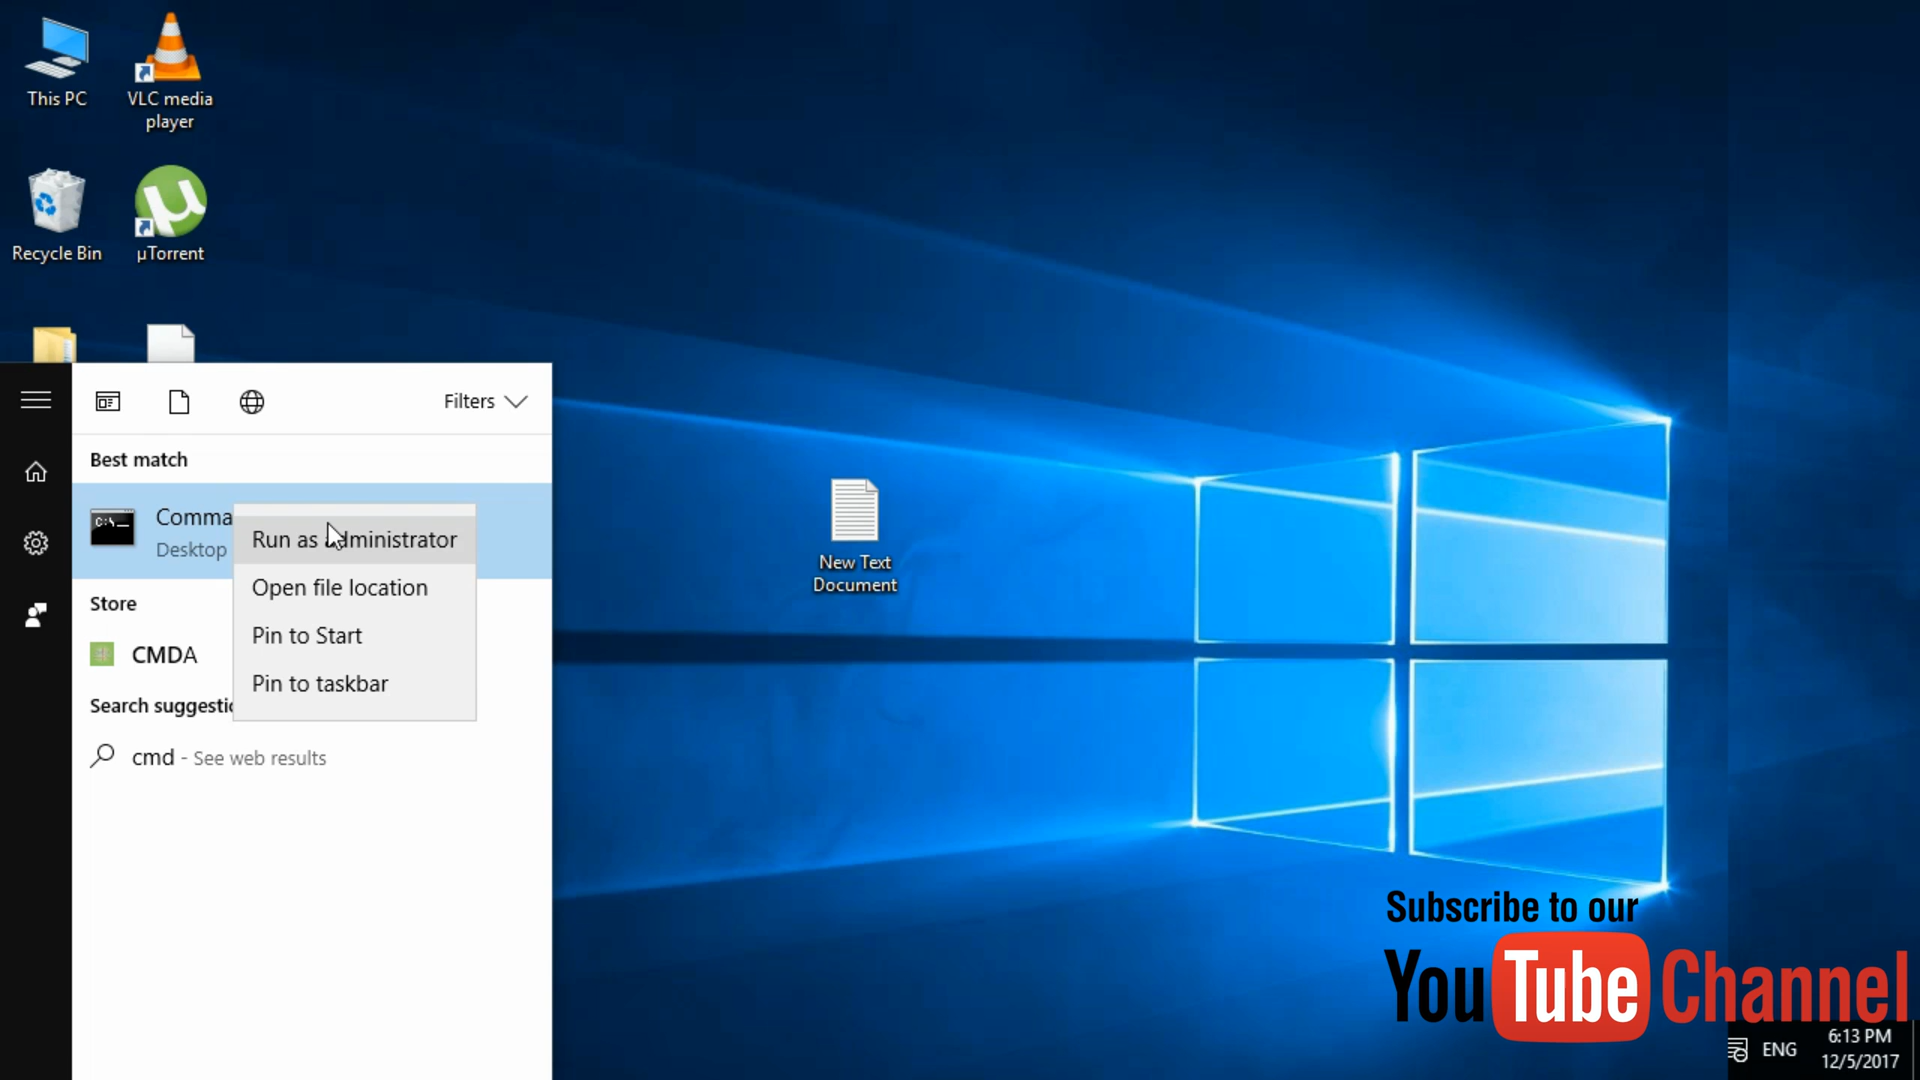 This PC
VLC media
player
Recycle Bin
µTorrent
Filters
Best match
Comma
Desktop
C:\
Run as administrator
Open file location
Pin to Start
Pin to taskbar
Store
CMDA
Search suggestio
cmd - See web results
New Text
Document
Subscribe to our
YouTube Channel
ENG
6:13 PM
12/5/2017